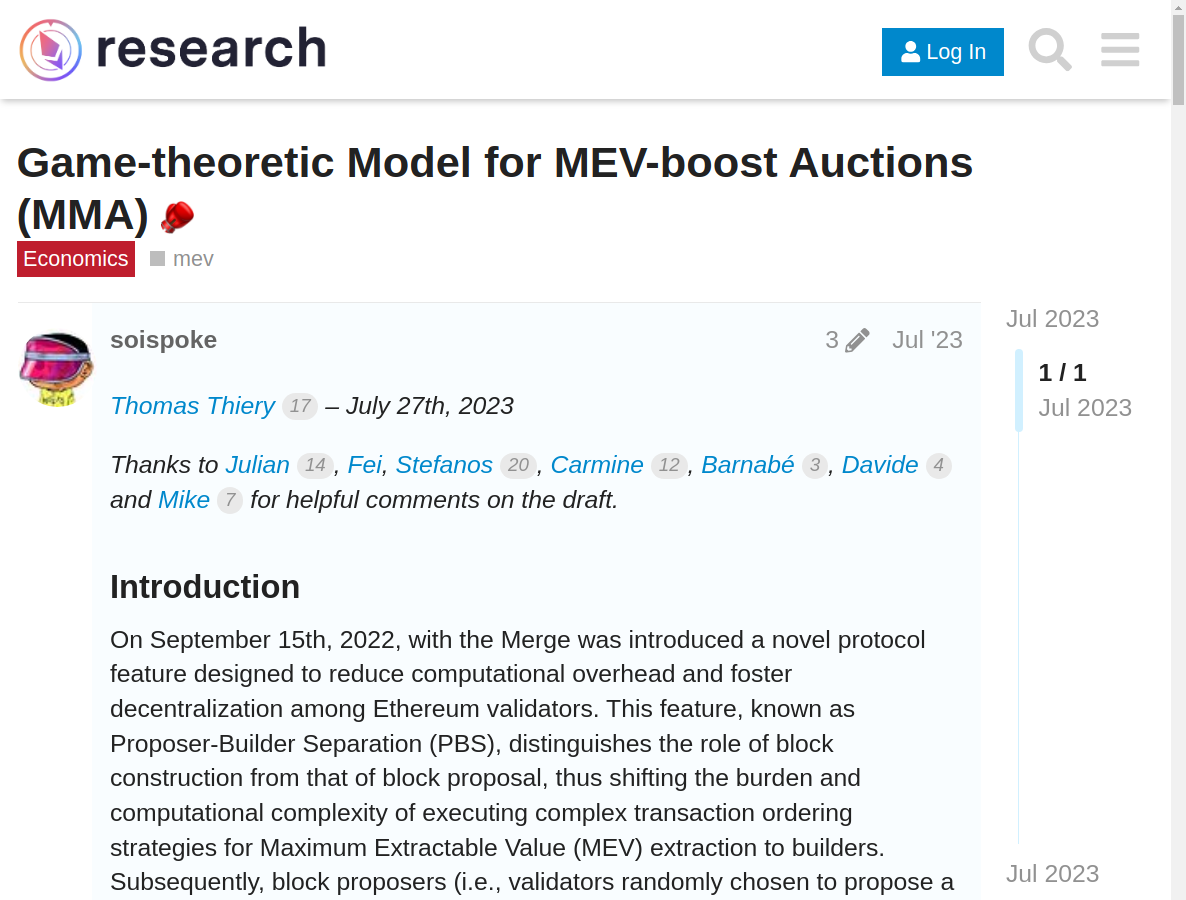 research
Log In
Game-theoretic Model for MEV-boost Auctions
(MMA)
Economics mev
soispoke 3 Jul '23
Jul 2023
1 / 1
Jul 2023
Thomas Thiery 17 – July 27th, 2023
Thanks to Julian 14, Fei, Stefanos 20, Carmine 12, Barnabé 3, Davide 4
and Mike 7 for helpful comments on the draft.
Introduction
On September 15th, 2022, with the Merge was introduced a novel protocol
feature designed to reduce computational overhead and foster
decentralization among Ethereum validators. This feature, known as
Proposer-Builder Separation (PBS), distinguishes the role of block
construction from that of block proposal, thus shifting the burden and
computational complexity of executing complex transaction ordering
strategies for Maximum Extractable Value (MEV) extraction to builders.
Subsequently, block proposers (i.e., validators randomly chosen to propose a
Jul 2023